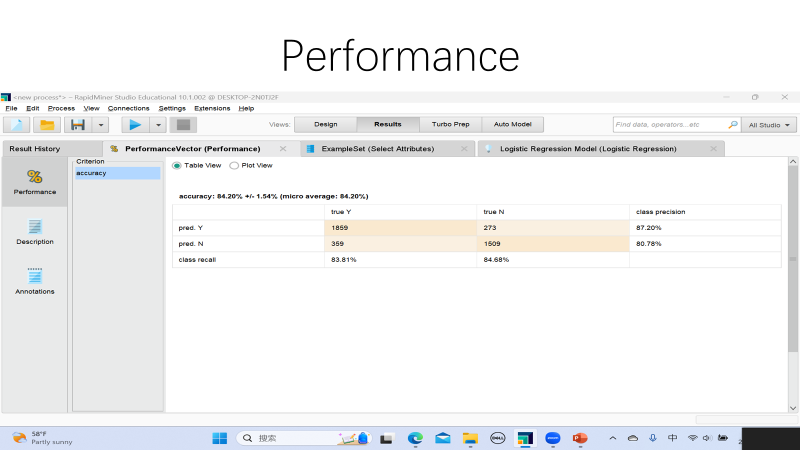 Performance
<new process*> – RapidMiner Studio Educational 10.1.002 @ DESKTOP-2N0TJ2F
File Edit Process View Connections Settings Extensions Help
Views: Design Results Turbo Prep Auto Model Find data, operators...etc All Studio
Result History PerformanceVector (Performance) ExampleSet (Select Attributes) Logistic Regression Model (Logistic Regression)
Criterion
accuracy
Table View Plot View
Performance
Description
Annotations
accuracy: 84.20% +/- 1.54% (micro average: 84.20%)
true Y true N class precision
pred. Y 1859 273 87.20%
pred. N 359 1509 80.78%
class recall 83.81% 84.68%
58°F
Partly sunny
搜索
DELL
中